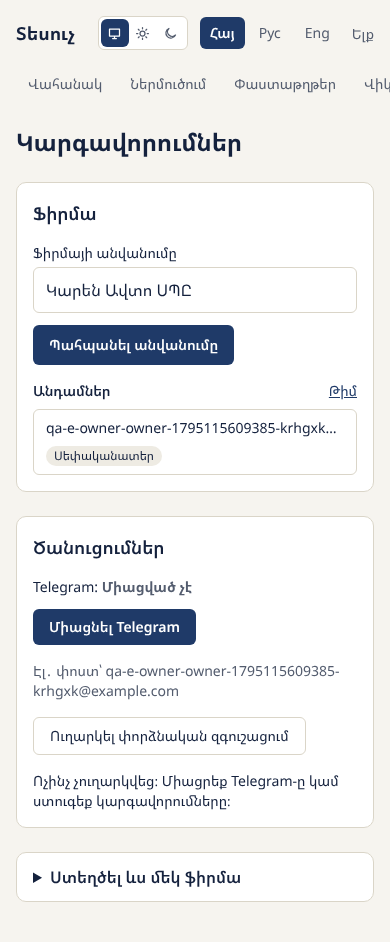 Տեսուչ
Հայ Рус Eng Ելք
Վահանակ Ներմուծում Փաստաթղթեր
Կարգավորումներ
Ֆիրմա
Ֆիրմայի անվանումը
Կարեն Ավտո ՍՊԸ
Պահպանել անվանումը
Անդամներ Թիմ
qa-e-owner-owner-1795115609385-krhgxk...
Սեփականատեր
Ծանուցումներ
Telegram: Միացված չէ
Միացնել Telegram
Էլ. փոստ՝ qa-e-owner-owner-1795115609385-
krhgxk@example.com
Ուղարկել փորձնական զգուշացում
Ոչինչ չուղարկվեց: Միացրեք Telegram-ը կամ
ստուգեք կարգավորումները:
Ստեղծել ևս մեկ ֆիրմա